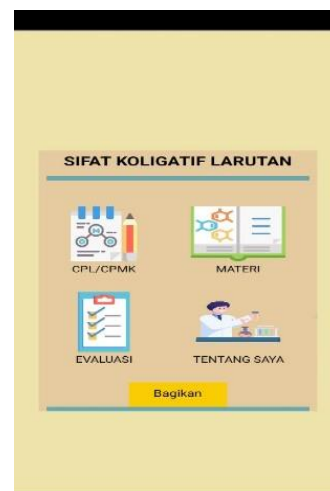 SIFAT KOLIGATIF LARUTAN
CPL/CPMK
MATERI
EVALUASI
TENTANG SAYA
Bagikan